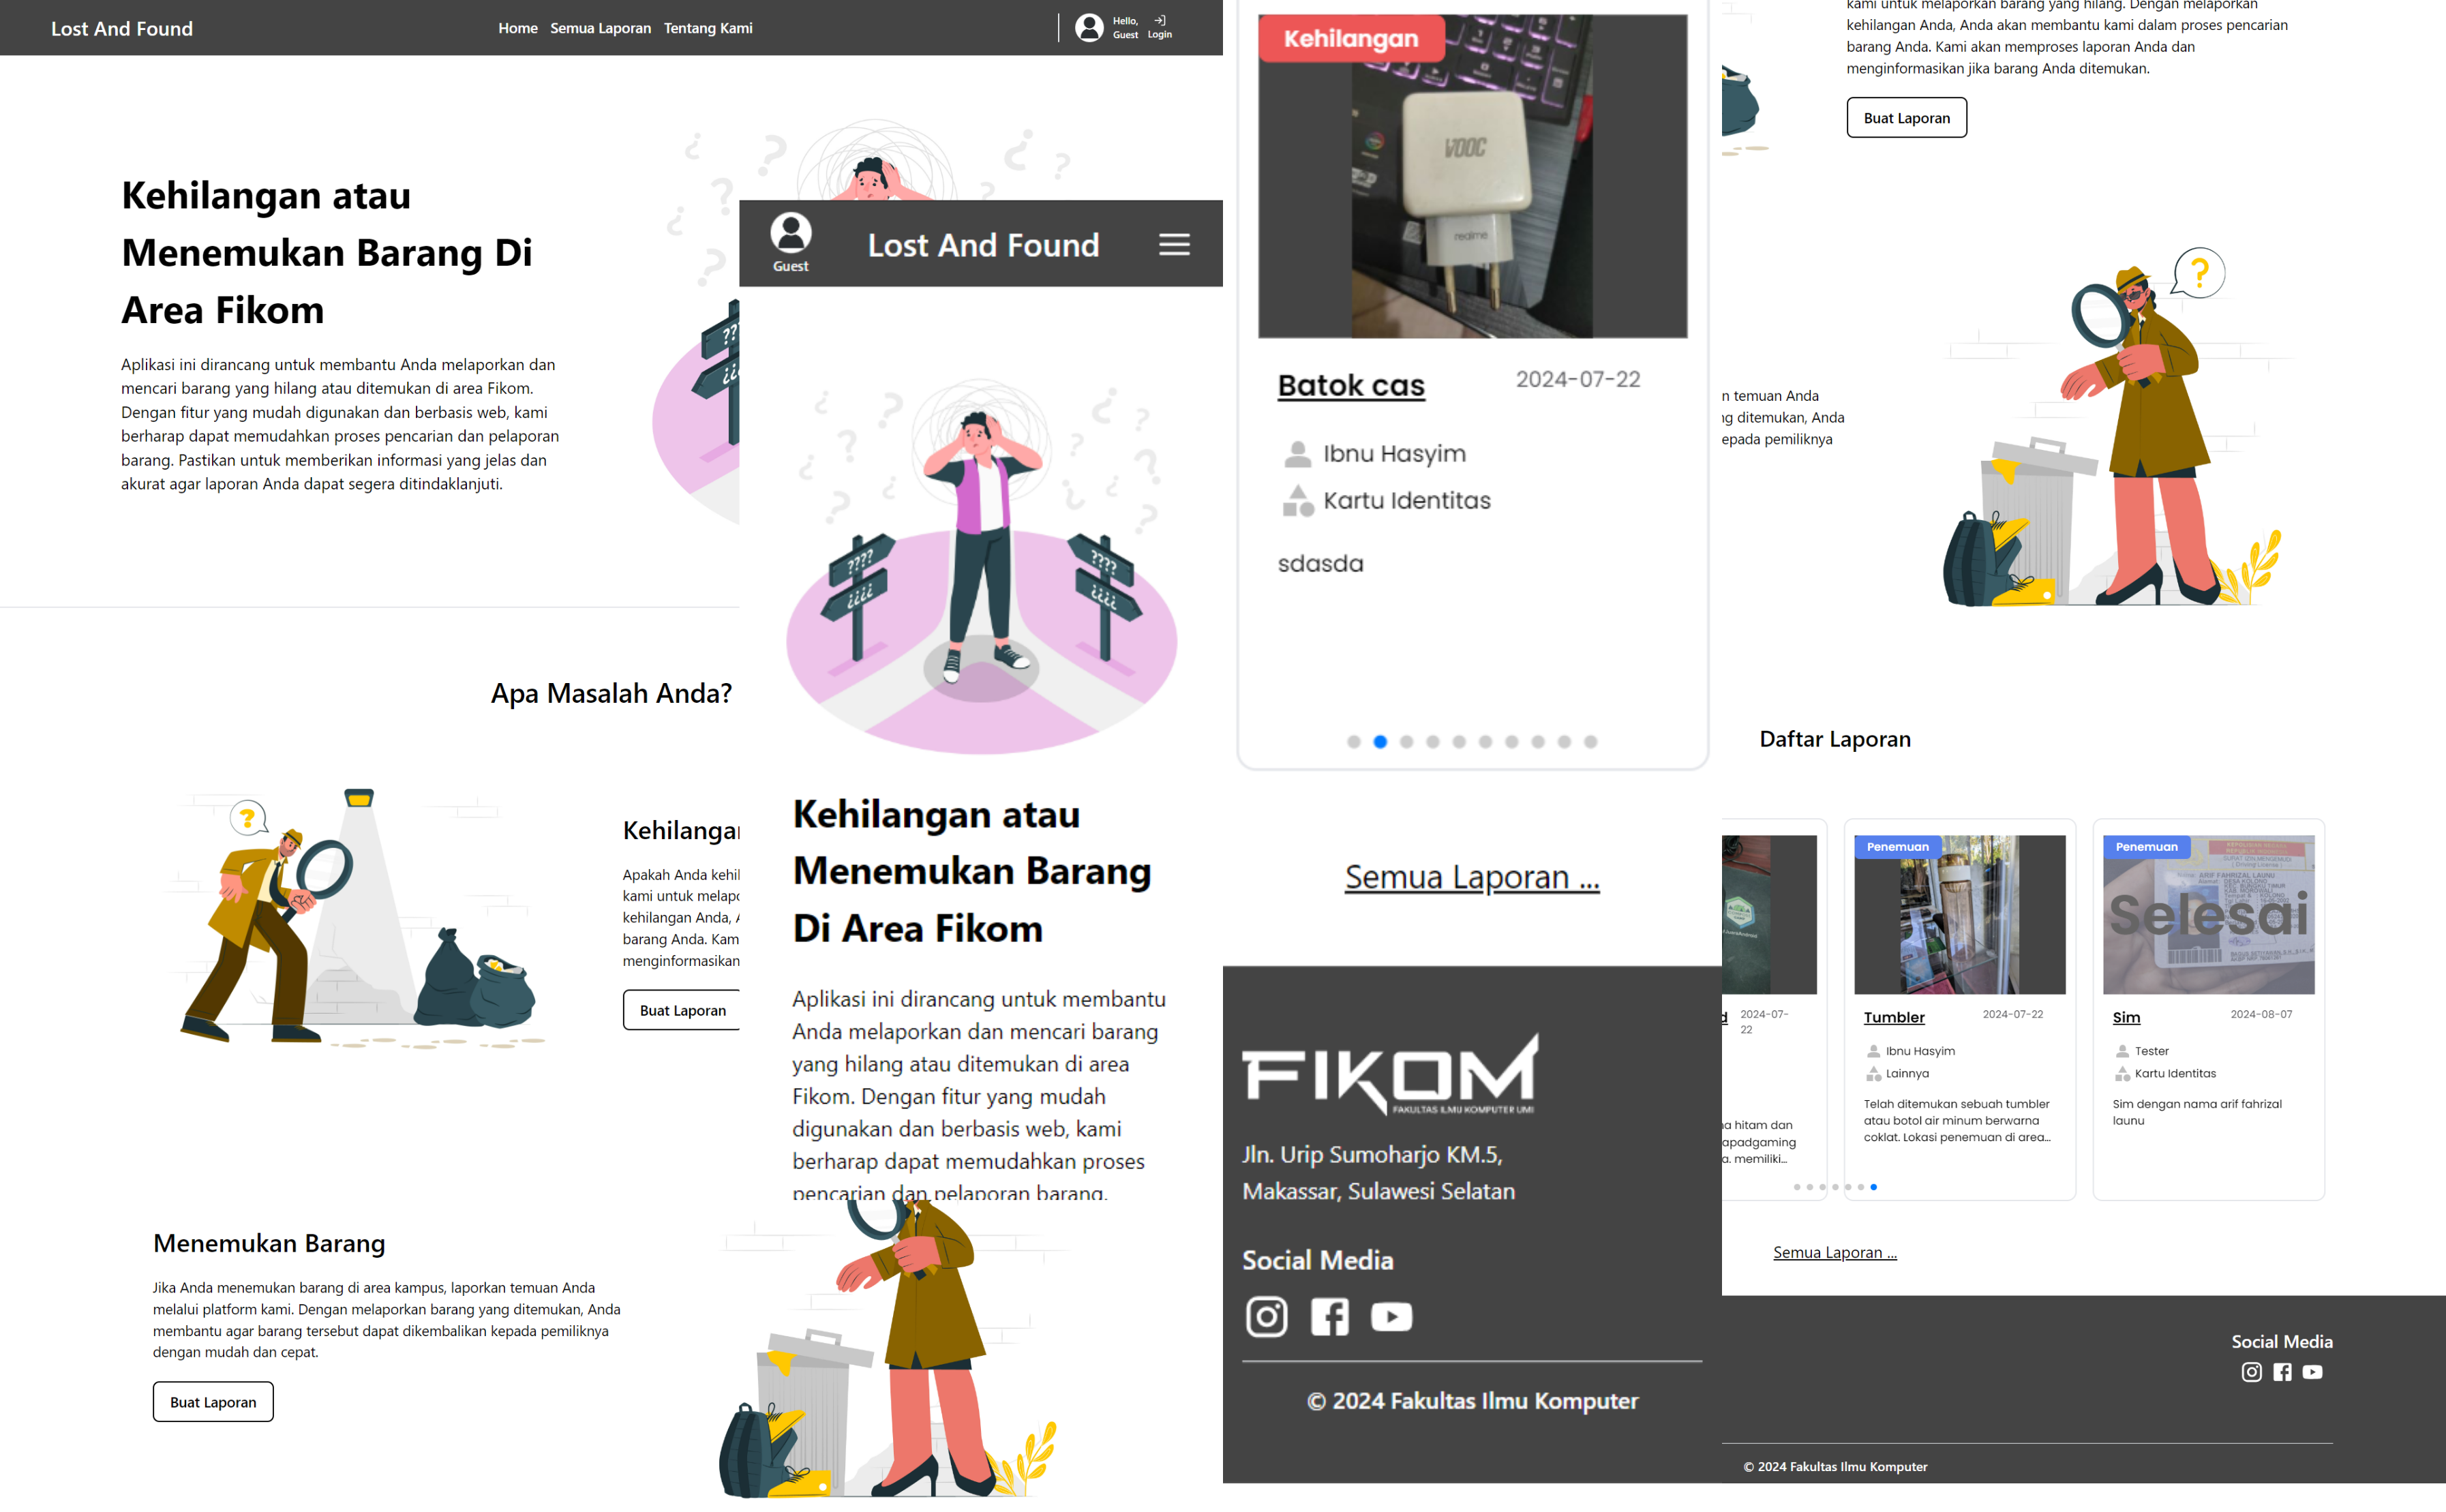 Lost And Found
Home Semua Laporan Tentang Kami
Hello,
Guest
Login
Kehilangan atau
Menemukan Barang Di
Area Fikom
Aplikasi ini dirancang untuk membantu Anda melaporkan dan
mencari barang yang hilang atau ditemukan di area Fikom.
Dengan fitur yang mudah digunakan dan berbasis web, kami
berharap dapat memudahkan proses pencarian dan pelaporan
barang. Pastikan untuk memberikan informasi yang jelas dan
akurat agar laporan Anda dapat segera ditindaklanjuti.
??
¿¿
Apa Masalah Anda?
?
Kehilangan
Apakah Anda kehil
kami untuk melapo
kehilangan Anda, A
barang Anda. Kam
menginformasikan
Buat Laporan
Menemukan Barang
Jika Anda menemukan barang di area kampus, laporkan temuan Anda
melalui platform kami. Dengan melaporkan barang yang ditemukan, Anda
membantu agar barang tersebut dapat dikembalikan kepada pemiliknya
dengan mudah dan cepat.
Buat Laporan
Guest
Lost And Found
????
¿¿¿¿
????
¿¿¿¿
Kehilangan atau
Menemukan Barang
Di Area Fikom
Aplikasi ini dirancang untuk membantu
Anda melaporkan dan mencari barang
yang hilang atau ditemukan di area
Fikom. Dengan fitur yang mudah
digunakan dan berbasis web, kami
berharap dapat memudahkan proses
pencarian dan pelaporan barang.
Kehilangan
VOOC
realme
Batok cas
2024-07-22
Ibnu Hasyim
Kartu Identitas
sdasda
Semua Laporan ...
FIKOM
FAKULTAS ILMU KOMPUTER UMI
Jln. Urip Sumoharjo KM.5,
Makassar, Sulawesi Selatan
Social Media
© 2024 Fakultas Ilmu Komputer
kami untuk melaporkan barang yang hilang. Dengan melaporkan
kehilangan Anda, Anda akan membantu kami dalam proses pencarian
barang Anda. Kami akan memproses laporan Anda dan
menginformasikan jika barang Anda ditemukan.
Buat Laporan
?
n temuan Anda
ng ditemukan, Anda
epada pemiliknya
Daftar Laporan
d
2024-07-
22
a hitam dan
apadgaming
a. memiliki...
Penemuan
Tumbler
2024-07-22
Ibnu Hasyim
Lainnya
Telah ditemukan sebuah tumbler
atau botol air minum berwarna
coklat. Lokasi penemuan di area...
Penemuan
SURAT IZIN MENGEMUDI
ARIF FAHRIZAL LAUNU
Selesai
Sim
2024-08-07
Tester
Kartu Identitas
Sim dengan nama arif fahrizal
launu
Semua Laporan ...
Social Media
© 2024 Fakultas Ilmu Komputer